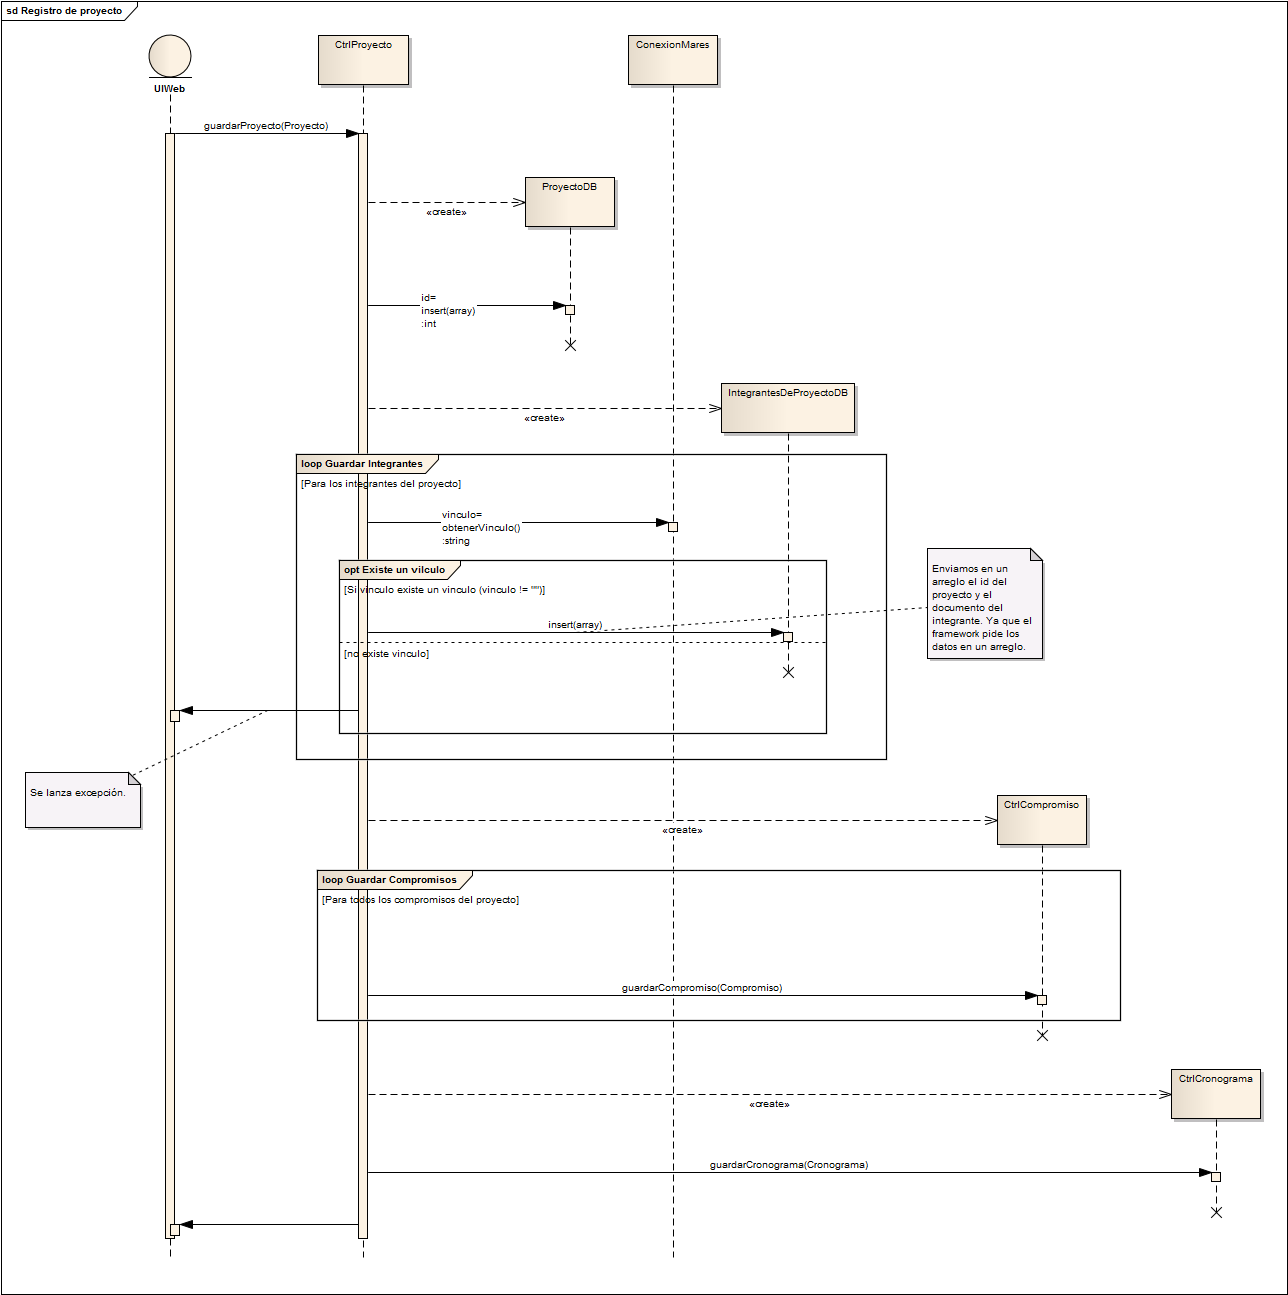 sd Registro de proyecto
UIWeb
CtrlProyecto
ConexionMares
guardarProyecto(Proyecto)
ProyectoDB
«create»
id=
insert(array)
:int
IntegrantesDeProyectoDB
«create»
loop Guardar Integrantes
[Para los integrantes del proyecto]
vinculo=
obtenerVinculo()
:string
opt Existe un vilculo
[Si vinculo existe un vinculo (vinculo != "")]
insert(array)
[no existe vinculo]
Enviamos en un
arreglo el id del
proyecto y el
documento del
integrante. Ya que el
framework pide los
datos en un arreglo.
Se lanza excepción.
CtrlCompromiso
«create»
loop Guardar Compromisos
[Para todos los compromisos del proyecto]
guardarCompromiso(Compromiso)
CtrlCronograma
«create»
guardarCronograma(Cronograma)